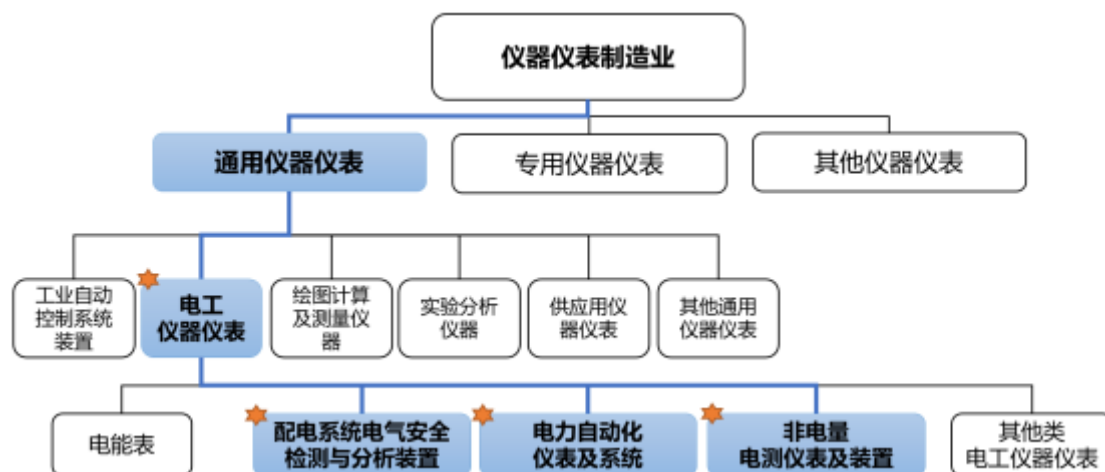 仪器仪表制造业
通用仪器仪表
专用仪器仪表
其他仪器仪表
工业自动
控制系统
装置
电工
仪器仪表
绘图计算
及测量仪
器
实验分析
仪器
供应用仪
器仪表
其他通用
仪器仪表
电能表
配电系统电气安全
检测与分析装置
电力自动化
仪表及系统
非电量
电测仪表及装置
其他类
电工仪器仪表